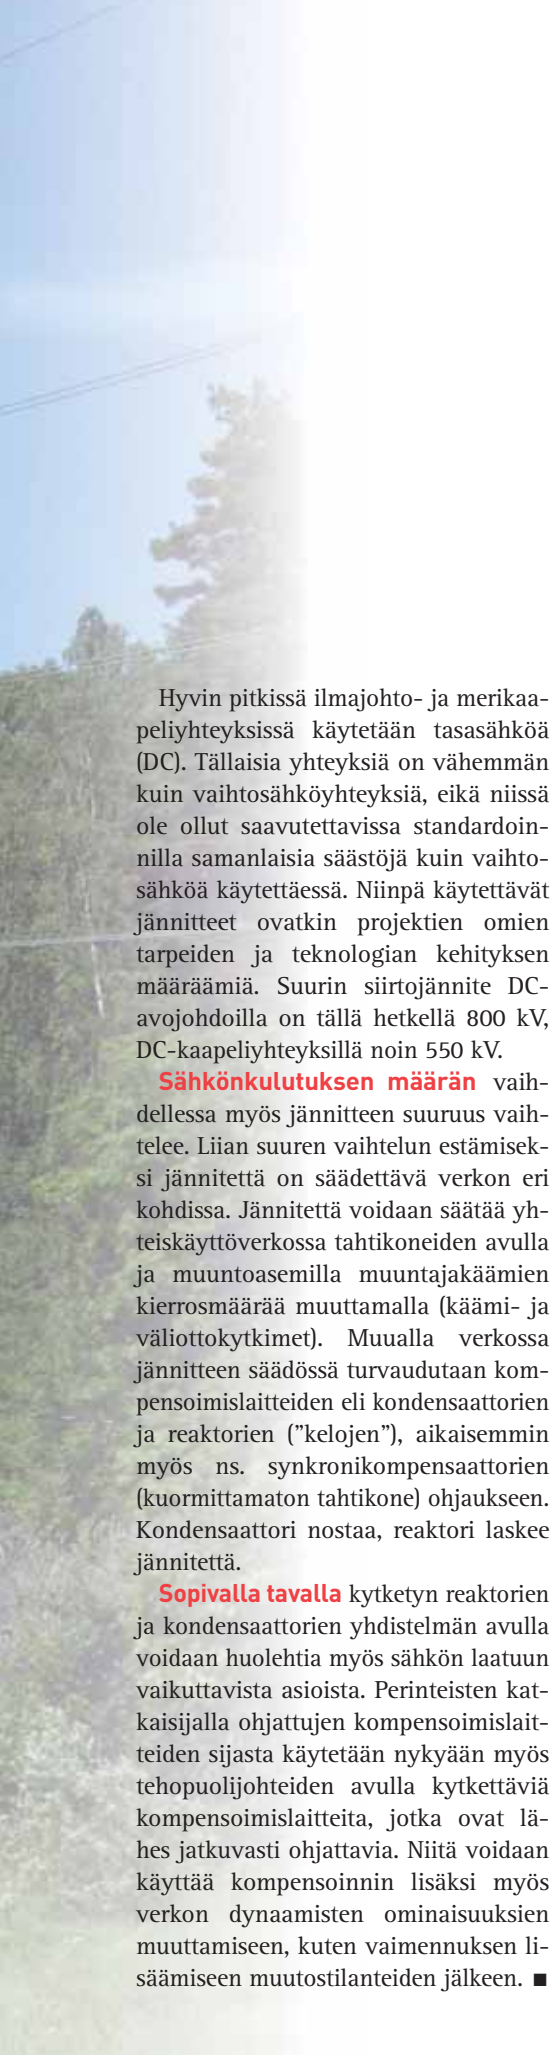 Hyvin pitkissä ilmajohto- ja merikaa-
peliyhteyksissä käytetään tasasähköä
(DC). Tällaisia yhteyksiä on vähemmän
kuin vaihtosähköyhteyksiä, eikä niissä
ole ollut saavutettavissa standardoin-
nilla samanlaisia säästöjä kuin vaihto-
sähköä käytettäessä. Niinpä käytettävät
jännitteet ovatkin projektien omien
tarpeiden ja teknologian kehityksen
määräämiä. Suurin siirtojännite DC-
avojohdoilla on tällä hetkellä 800 kV,
DC-kaapeliyhteyksillä noin 550 kV.
Sähkönkulutuksen määrän vaih-
dellessa myös jännitteen suuruus vaih-
telee. Liian suuren vaihtelun estämisek-
si jännitettä on säädettävä verkon eri
kohdissa. Jännitettä voidaan säätää yh-
teiskäyttöverkossa tahtikoneiden avulla
ja muuntoasemilla muuntajakäämien
kierrosmäärää muuttamalla (käämi- ja
väliottokytkimet). Muualla verkossa
jännitteen säädössä turvaudutaan kom-
pensoimislaitteiden eli kondensaattorien
ja reaktorien (”kelojen”), aikaisemmin
myös ns. synkronikompensaattorien
(kuormittamaton tahtikone) ohjaukseen.
Kondensaattori nostaa, reaktori laskee
jännitettä.
Sopivalla tavalla kytketyn reaktorien
ja kondensaattorien yhdistelmän avulla
voidaan huolehtia myös sähkön laatuun
vaikuttavista asioista. Perinteisten kat-
kaisijalla ohjattujen kompensoimislait-
teiden sijasta käytetään nykyään myös
tehopuolijohteiden avulla kytkettäviä
kompensoimislaitteita, jotka ovat lä-
hes jatkuvasti ohjattavia. Niitä voidaan
käyttää kompensoinnin lisäksi myös
verkon dynaamisten ominaisuuksien
muuttamiseen, kuten vaimennuksen li-
säämiseen muutostilanteiden jälkeen. ■